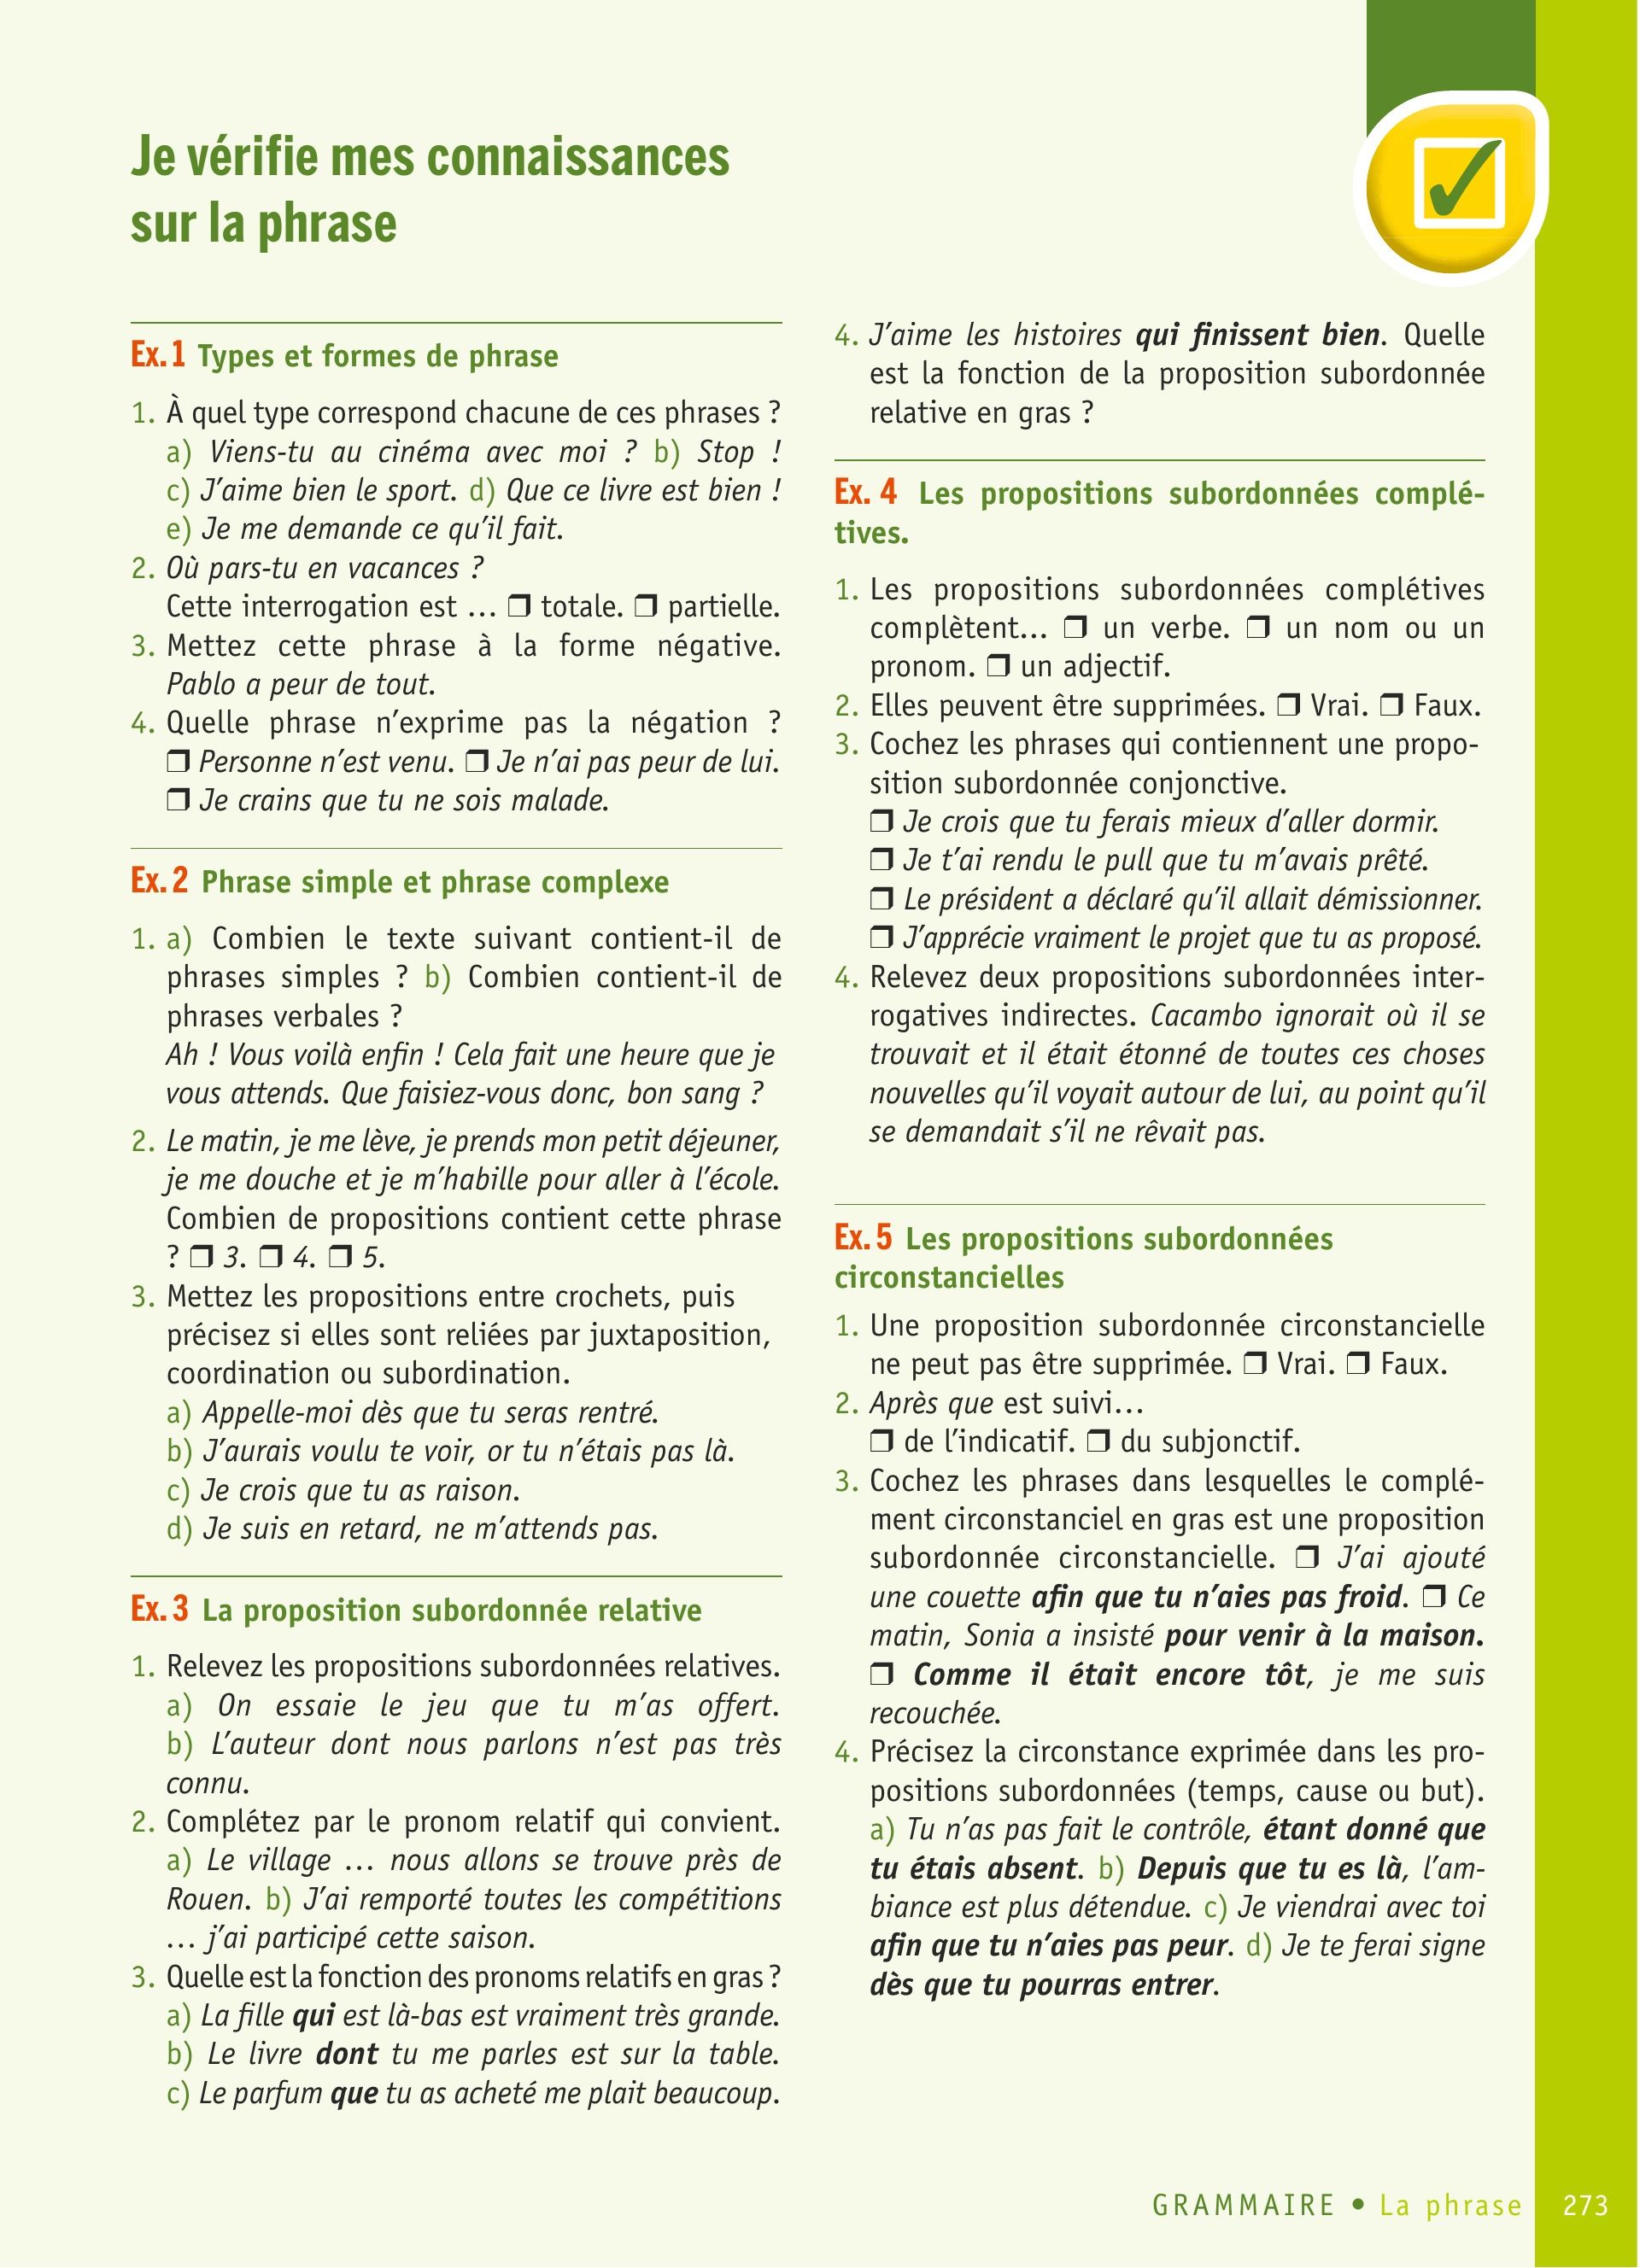 Je vérifie mes connaissances
sur la phrase
Ex. 1 Types et formes de phrase
1. À quel type correspond chacune de ces phrases ?
a) Viens-tu au cinéma avec moi ? b) Stop !
c) J’aime bien le sport. d) Que ce livre est bien !
e) Je me demande ce qu’il fait.
2. Où pars-tu en vacances ?
Cette interrogation est … ❒ totale. ❒ partielle.
3. Mettez cette phrase à la forme négative.
Pablo a peur de tout.
4. Quelle phrase n’exprime pas la négation ?
❒ Personne n’est venu. ❒ Je n’ai pas peur de lui.
❒ Je crains que tu ne sois malade.
Ex. 2 Phrase simple et phrase complexe
1. a) Combien le texte suivant contient-il de
phrases simples ? b) Combien contient-il de
phrases verbales ?
Ah ! Vous voilà enfin ! Cela fait une heure que je
vous attends. Que faisiez-vous donc, bon sang ?
2. Le matin, je me lève, je prends mon petit déjeuner,
je me douche et je m’habille pour aller à l’école.
Combien de propositions contient cette phrase
? ❒ 3. ❒ 4. ❒ 5.
3. Mettez les propositions entre crochets, puis
précisez si elles sont reliées par juxtaposition,
coordination ou subordination.
a) Appelle-moi dès que tu seras rentré.
b) J’aurais voulu te voir, or tu n’étais pas là.
c) Je crois que tu as raison.
d) Je suis en retard, ne m’attends pas.
Ex. 3 La proposition subordonnée relative
1. Relevez les propositions subordonnées relatives.
a) On essaie le jeu que tu m’as offert.
b) L’auteur dont nous parlons n’est pas très
connu.
2. Complétez par le pronom relatif qui convient.
a) Le village … nous allons se trouve près de
Rouen. b) J’ai remporté toutes les compétitions
… j’ai participé cette saison.
3. Quelle est la fonction des pronoms relatifs en gras ?
a) La fille qui est là-bas est vraiment très grande.
b) Le livre dont tu me parles est sur la table.
c) Le parfum que tu as acheté me plait beaucoup.
4. J’aime les histoires qui finissent bien. Quelle
est la fonction de la proposition subordonnée
relative en gras ?
Ex. 4 Les propositions subordonnées complé-
tives.
1. Les propositions subordonnées complétives
complètent… ❒ un verbe. ❒ un nom ou un
pronom. ❒ un adjectif.
2. Elles peuvent être supprimées. ❒ Vrai. ❒ Faux.
3. Cochez les phrases qui contiennent une propo-
sition subordonnée conjonctive.
❒ Je crois que tu ferais mieux d’aller dormir.
❒ Je t’ai rendu le pull que tu m’avais prêté.
❒ Le président a déclaré qu’il allait démissionner.
❒ J’apprécie vraiment le projet que tu as proposé.
4. Relevez deux propositions subordonnées inter-
rogatives indirectes. Cacambo ignorait où il se
trouvait et il était étonné de toutes ces choses
nouvelles qu’il voyait autour de lui, au point qu’il
se demandait s’il ne rêvait pas.
Ex. 5 Les propositions subordonnées
circonstancielles
1. Une proposition subordonnée circonstancielle
ne peut pas être supprimée. ❒ Vrai. ❒ Faux.
2. Après que est suivi…
❒ de l’indicatif. ❒ du subjonctif.
3. Cochez les phrases dans lesquelles le complé-
ment circonstanciel en gras est une proposition
subordonnée circonstancielle. ❒ J’ai ajouté
une couette afin que tu n’aies pas froid. ❒ Ce
matin, Sonia a insisté pour venir à la maison.
❒ Comme il était encore tôt, je me suis
recouchée.
4. Précisez la circonstance exprimée dans les pro-
positions subordonnées (temps, cause ou but).
a) Tu n’as pas fait le contrôle, étant donné que
tu étais absent. b) Depuis que tu es là, l’am-
biance est plus détendue. c) Je viendrai avec toi
afin que tu n’aies pas peur. d) Je te ferai signe
dès que tu pourras entrer.
GRAMMAIRE • La phrase 273